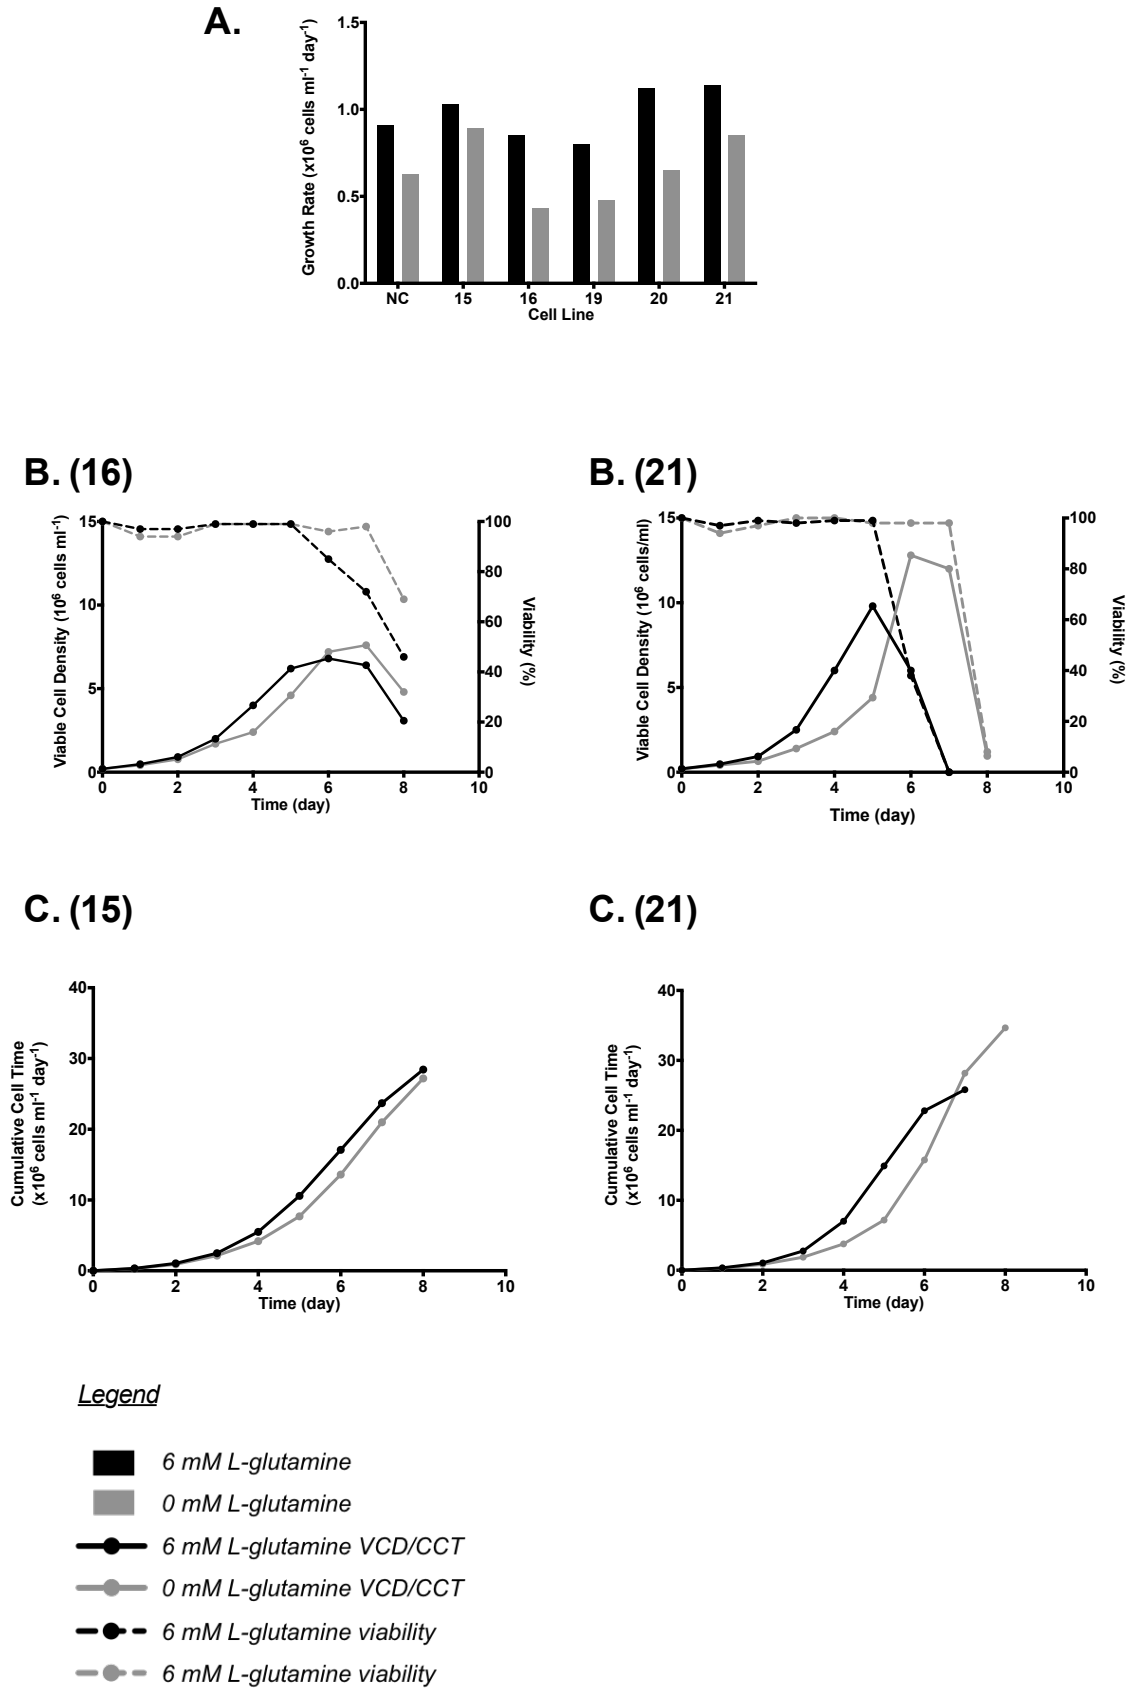 A.
Growth Rate (x10⁶ cells ml⁻¹ day⁻¹)
1.5
1.0
0.5
0.0
NC 15 16 19 20 21
Cell Line
B. (16)
Viable Cell Density (10⁶ cells ml⁻¹)
15
10
5
0
100
80
60
40
20
0
Viability (%)
0 2 4 6 8 10
Time (day)
B. (21)
Viable Cell Density (10⁶ cells/ml)
15
10
5
0
100
80
60
40
20
0
Viability (%)
0 2 4 6 8 10
Time (day)
C. (15)
Cumulative Cell Time
(x10⁶ cells ml⁻¹ day⁻¹)
40
30
20
10
0
0 2 4 6 8 10
Time (day)
C. (21)
Cumulative Cell Time
(x10⁶ cells ml⁻¹ day⁻¹)
40
30
20
10
0
0 2 4 6 8 10
Time (day)
Legend
6 mM L-glutamine
0 mM L-glutamine
6 mM L-glutamine VCD/CCT
0 mM L-glutamine VCD/CCT
6 mM L-glutamine viability
6 mM L-glutamine viability